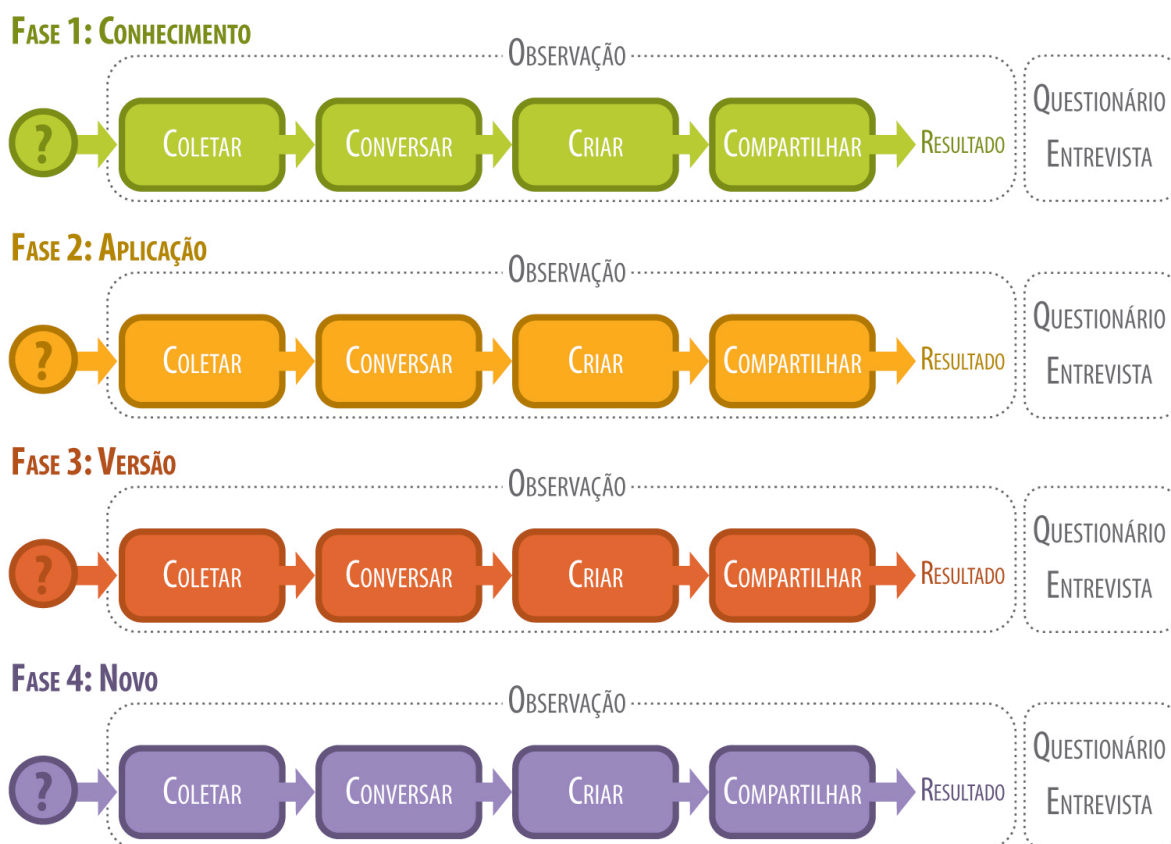 Fase 1: Conhecimento
Observação
? Coletar Conversar Criar Compartilhar Resultado
Questionário
Entrevista
Fase 2: Aplicação
Observação
? Coletar Conversar Criar Compartilhar Resultado
Questionário
Entrevista
Fase 3: Versão
Observação
? Coletar Conversar Criar Compartilhar Resultado
Questionário
Entrevista
Fase 4: Novo
Observação
? Coletar Conversar Criar Compartilhar Resultado
Questionário
Entrevista